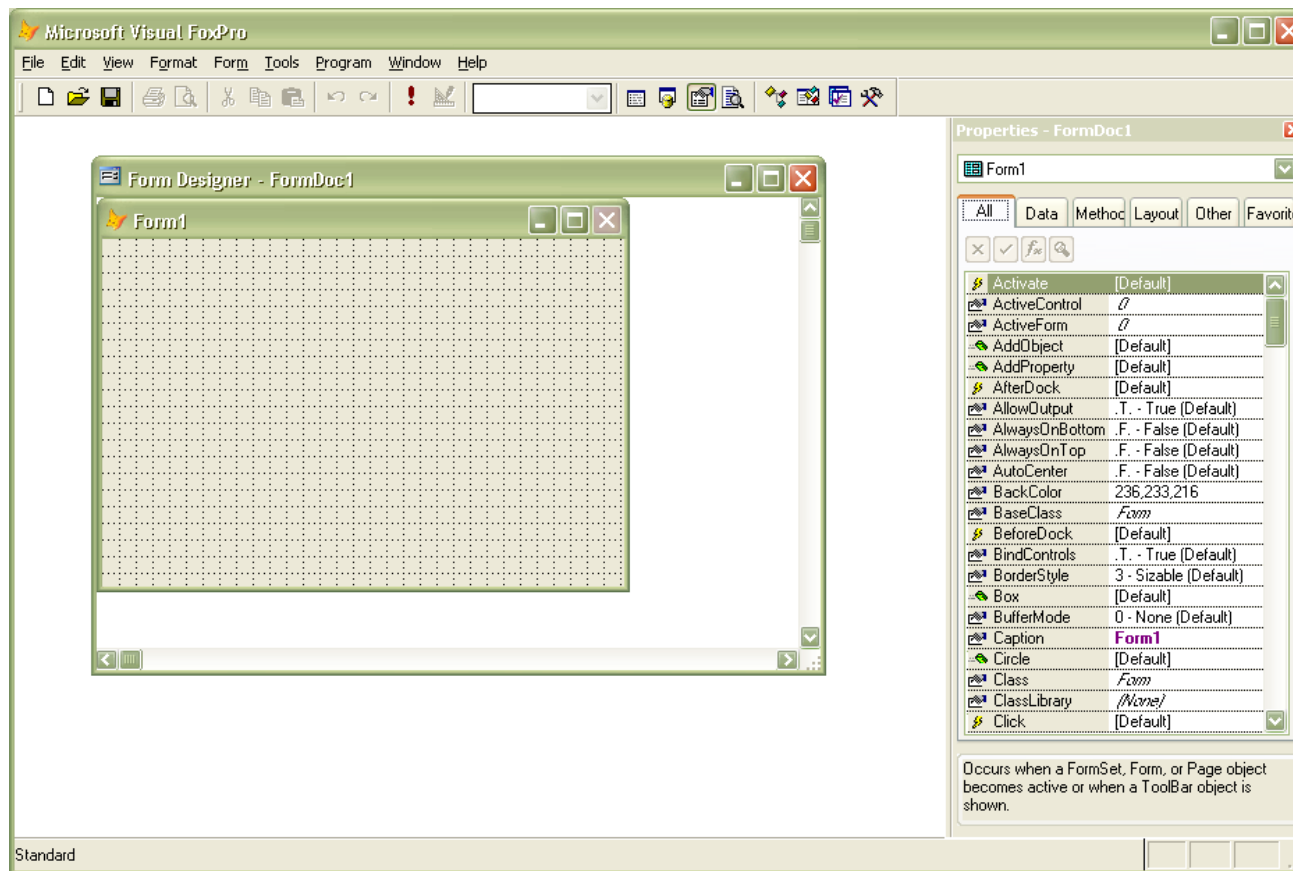 Microsoft Visual FoxPro
File Edit View Format Form Tools Program Window Help
Properties - FormDoc1
Form1
All Data Method Layout Other Favorit
Form Designer - FormDoc1
Form1
Activate [Default]
ActiveControl 0
ActiveForm 0
AddObject [Default]
AddProperty [Default]
AfterDock [Default]
AllowOutput .T. - True (Default)
AlwaysOnBottom .F. - False (Default)
AlwaysOnTop .F. - False (Default)
AutoCenter .F. - False (Default)
BackColor 236,233,216
BaseClass Form
BeforeDock [Default]
BindControls .T. - True (Default)
BorderStyle 3 - Sizable (Default)
Box [Default]
BufferMode 0 - None (Default)
Caption Form1
Circle [Default]
Class Form
ClassLibrary (None)
Click [Default]
Occurs when a FormSet, Form, or Page object
becomes active or when a ToolBar object is
shown.
Standard